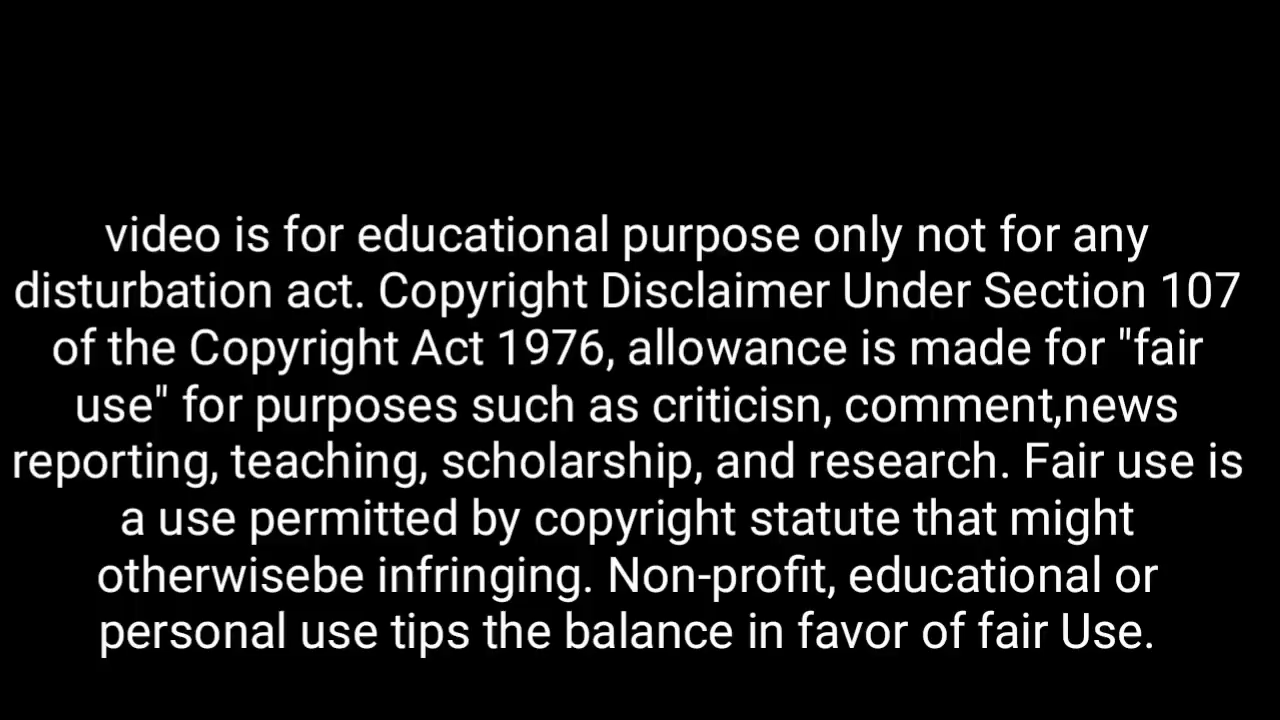 video is for educational purpose only not for any
disturbation act. Copyright Disclaimer Under Section 107
of the Copyright Act 1976, allowance is made for "fair
use" for purposes such as criticisn, comment,news
reporting, teaching, scholarship, and research. Fair use is
a use permitted by copyright statute that might
otherwisebe infringing. Non-profit, educational or
personal use tips the balance in favor of fair Use.